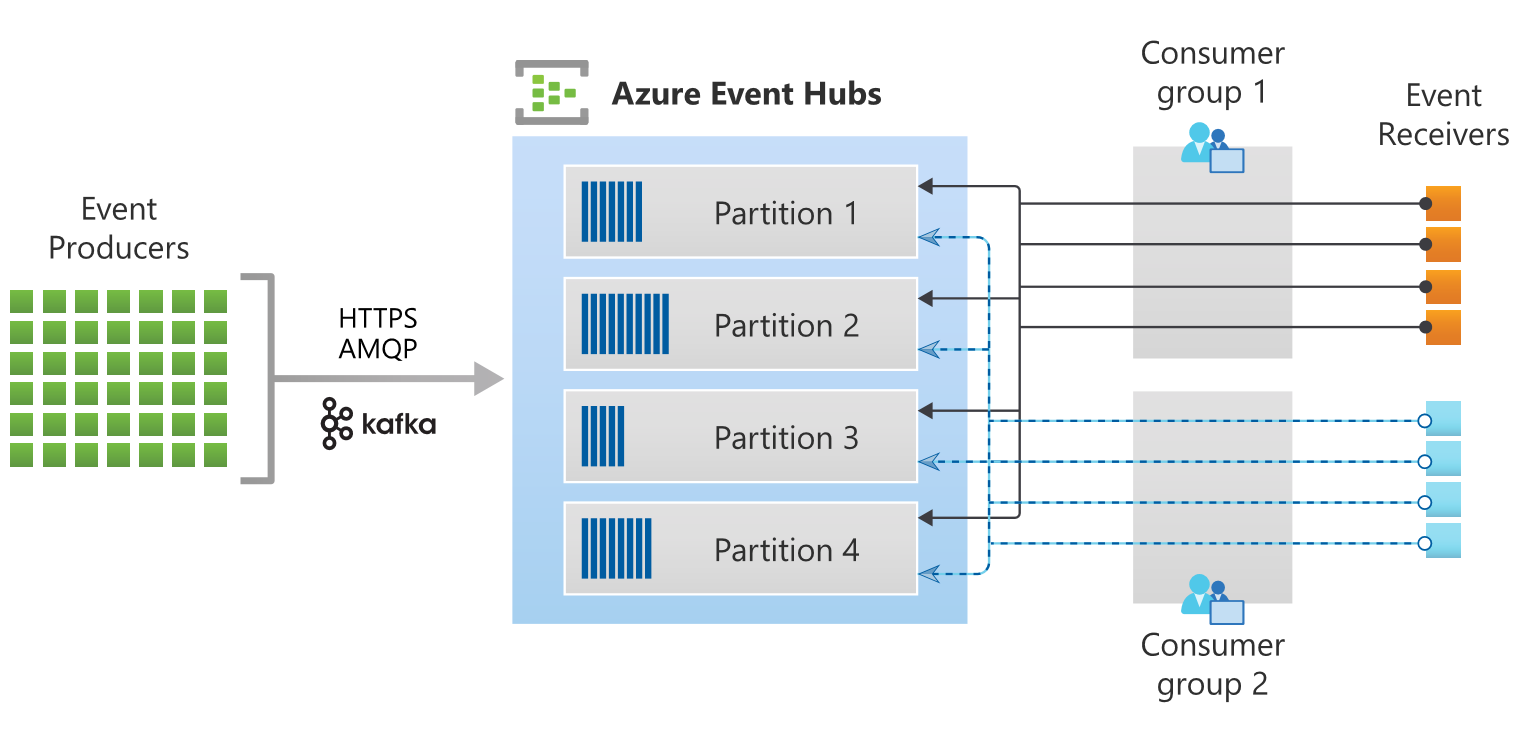 Event
Producers
HTTPS
AMQP
kafka
Azure Event Hubs
Partition 1
Partition 2
Partition 3
Partition 4
Consumer
group 1
Consumer
group 2
Event
Receivers